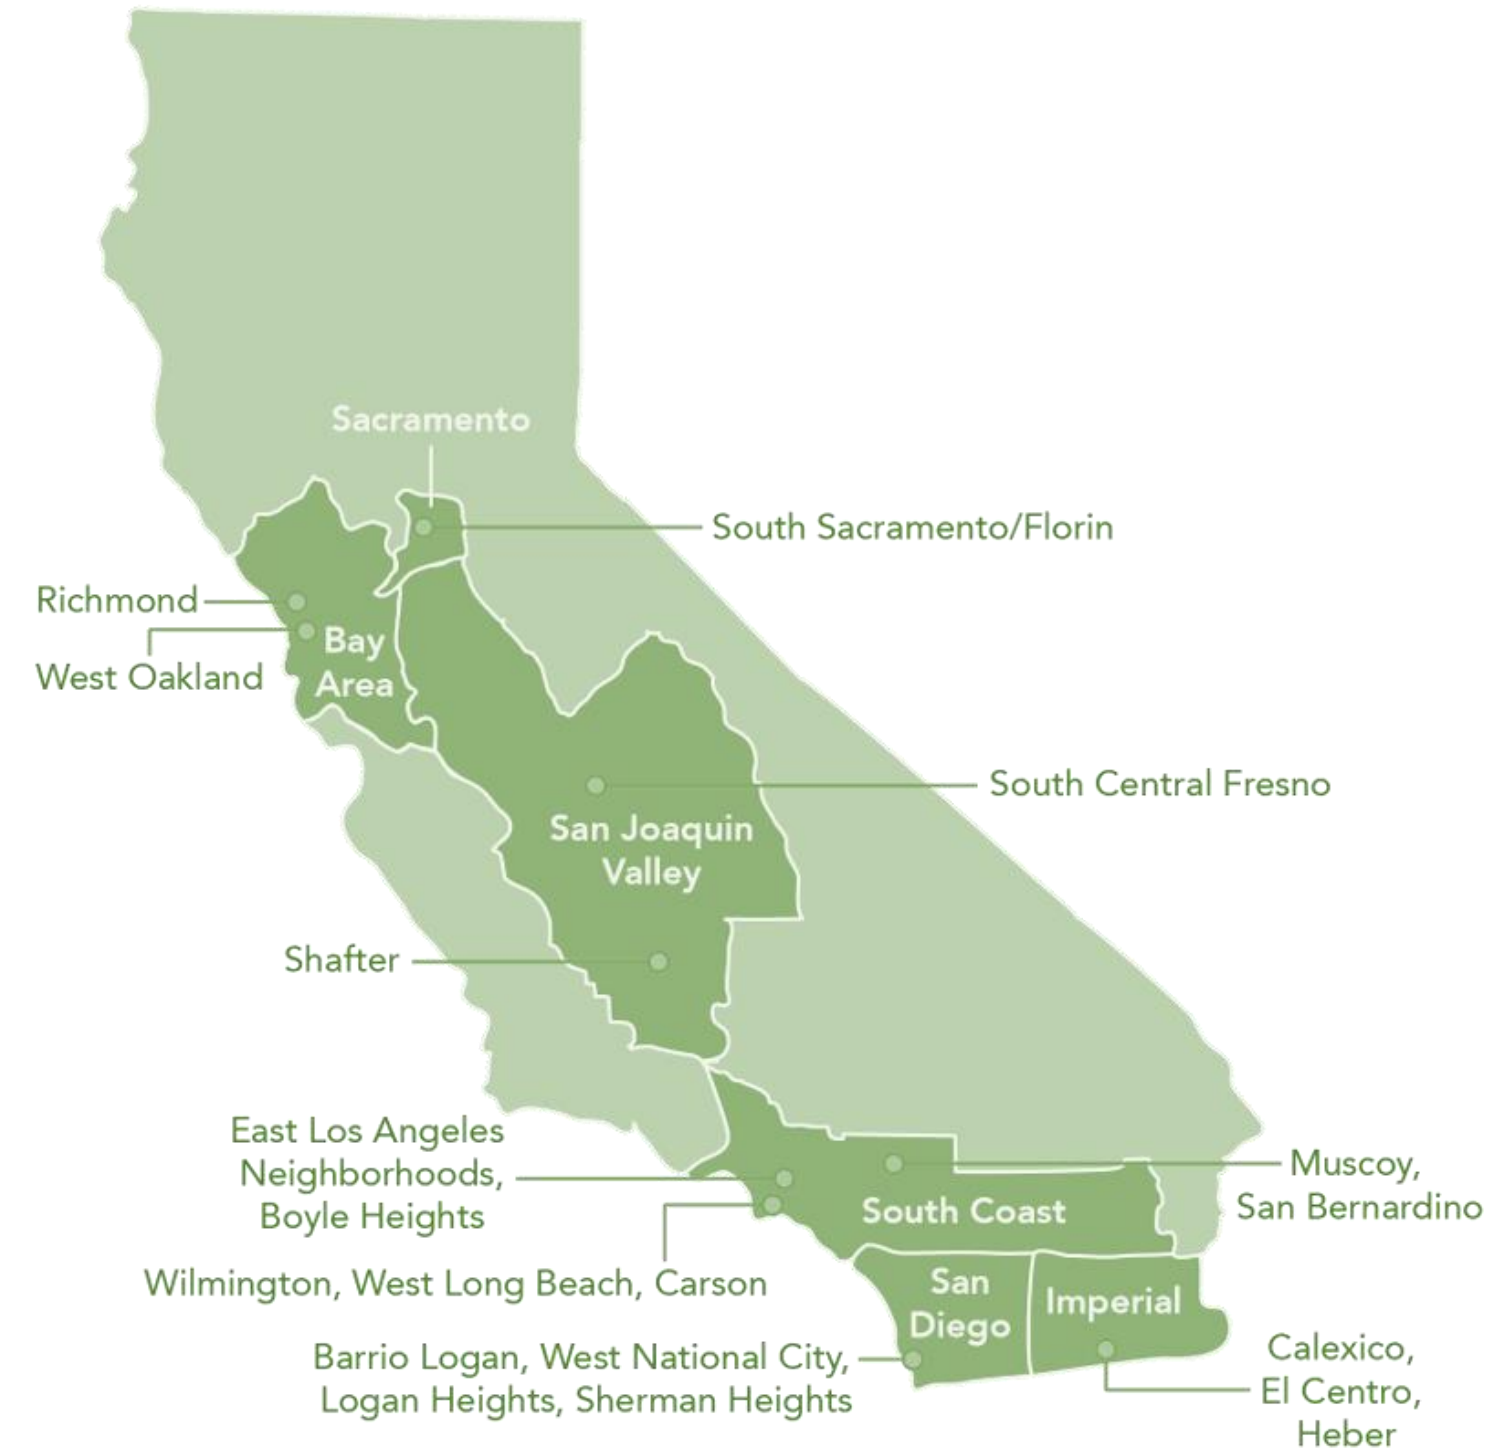 Sacramento
South Sacramento/Florin
Richmond
Bay
Area
West Oakland
South Central Fresno
San Joaquin
Valley
Shafter
East Los Angeles
Neighborhoods,
Boyle Heights
Muscoy,
San Bernardino
South Coast
Wilmington, West Long Beach, Carson
San
Diego
Imperial
Barrio Logan, West National City,
Logan Heights, Sherman Heights
Calexico,
El Centro,
Heber